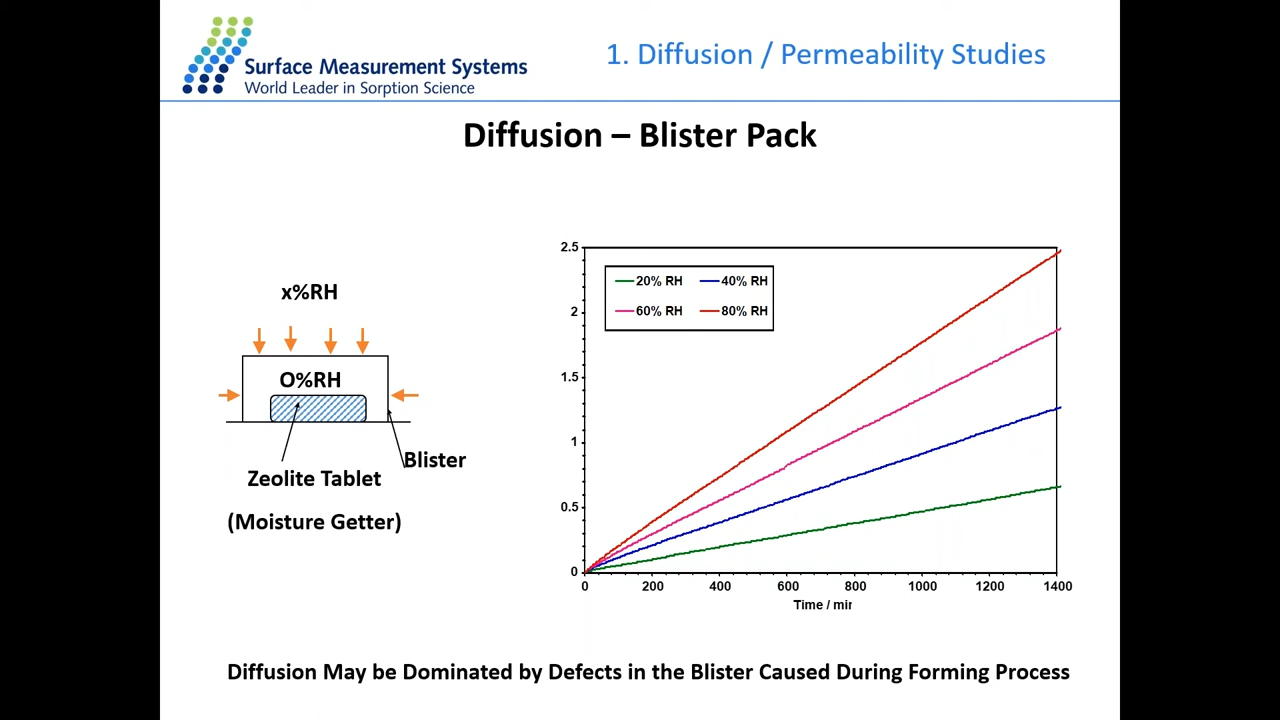 Surface Measurement Systems
World Leader in Sorption Science
1. Diffusion / Permeability Studies
Diffusion – Blister Pack
x%RH
O%RH
Blister
Zeolite Tablet
(Moisture Getter)
2.5
2
1.5
1
0.5
0
20% RH
40% RH
60% RH
80% RH
0 200 400 600 800 1000 1200 1400
Time / mir
Diffusion May be Dominated by Defects in the Blister Caused During Forming Process